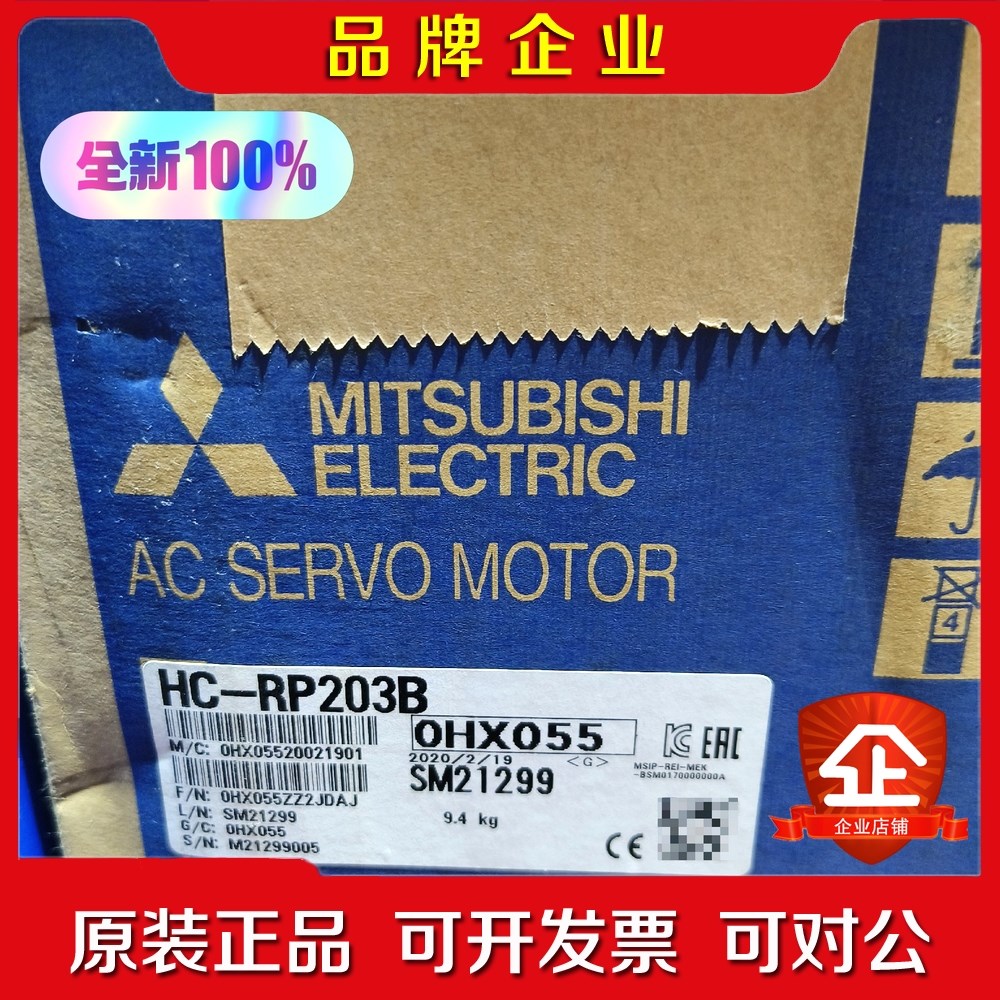 品牌企业
全新100%
MITSUBISHI
ELECTRIC
AC SERVO MOTOR
4
HC-RP203B
M/C: 0HX05520021901
0HX055
2020/2/19 <G>
SM21299
MSIP-REI-MEK
-BSM0170000000A
EAC
F/N: 0HX055ZZ2JDAJ
L/N: SM21299
G/C: 0HX055
S/N: M21299005
9.4 kg
CE
企
企业店铺
原装正品 可开发票 可对公